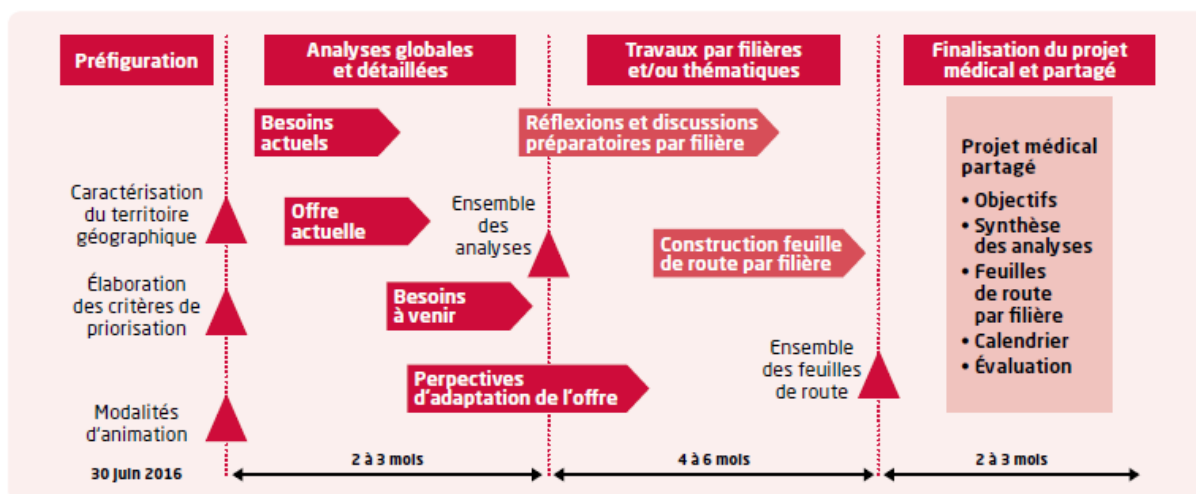 Préfiguration
Analyses globales
et détaillées
Travaux par filières
et/ou thématiques
Finalisation du projet
médical et partagé
Besoins
actuels
Réflexions et discussions
préparatoires par filière
Caractérisation
du territoire
géographique
Offre
actuelle
Ensemble
des
analyses
Construction feuille
de route par filière
Élaboration
des critères de
priorisation
Besoins
à venir
Perpectives
d'adaptation de l'offre
Ensemble
des feuilles
de route
Modalités
d'animation
Projet médical
partagé
• Objectifs
• Synthèse
des analyses
• Feuilles
de route
par filière
• Calendrier
• Évaluation
30 juin 2016
2 à 3 mois
4 à 6 mois
2 à 3 mois